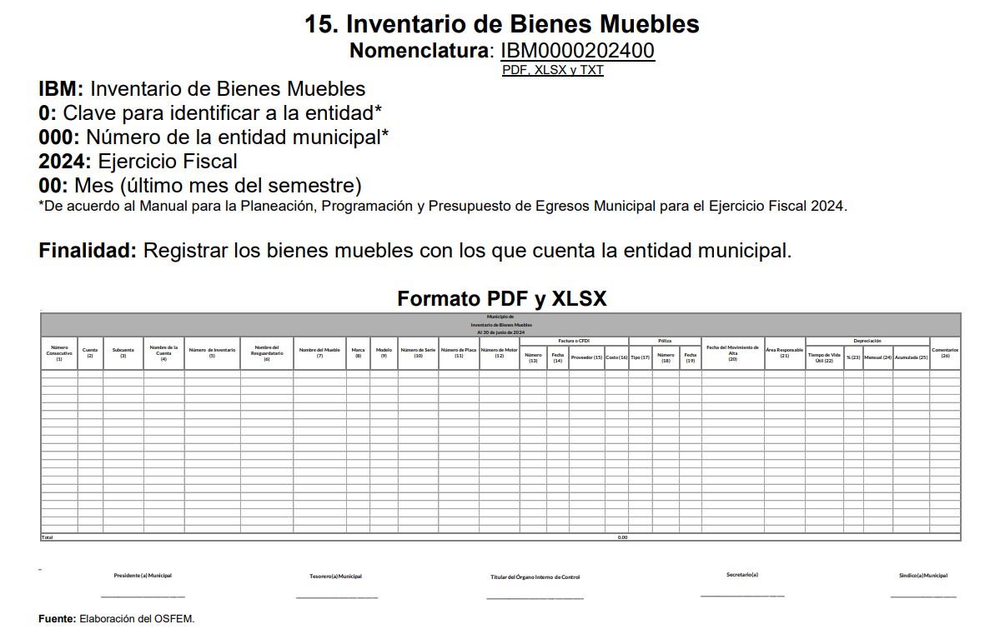 15. Inventario de Bienes Muebles
Nomenclatura: IBM0000202400
PDF, XLSX y TXT
IBM: Inventario de Bienes Muebles
0: Clave para identificar a la entidad*
000: Número de la entidad municipal*
2024: Ejercicio Fiscal
00: Mes (último mes del semestre)
*De acuerdo al Manual para la Planeación, Programación y Presupuesto de Egresos Municipal para el Ejercicio Fiscal 2024.
Finalidad: Registrar los bienes muebles con los que cuenta la entidad municipal.
Formato PDF y XLSX
Municipio de
Inventario de Bienes Muebles
Al 30 de junio de 2024
Número Consecutivo (1)
Cuenta (2)
Subcuenta (3)
Nombre de la Cuenta (4)
Número de Inventario (5)
Nombre del Resguardatario (6)
Nombre del Mueble (7)
Marca (8)
Modelo (9)
Número de Serie (10)
Número de Placa (11)
Número de Motor (12)
Factura o CFDI
Número (13)
Fecha (14)
Proveedor (15)
Costo (16)
Póliza
Tipo (17)
Número (18)
Fecha (19)
Fecha del Movimiento de Alta (20)
Área Responsable (21)
Depreciación
Tiempo de Vida Útil (22)
% (23)
Mensual (24)
Acumulada (25)
Comentarios (26)
Total 0.00
Presidente (a) Municipal
Tesorero(a) Municipal
Titular del Órgano Interno de Control
Secretario(a)
Síndico(a) Municipal
Fuente: Elaboración del OSFEM.